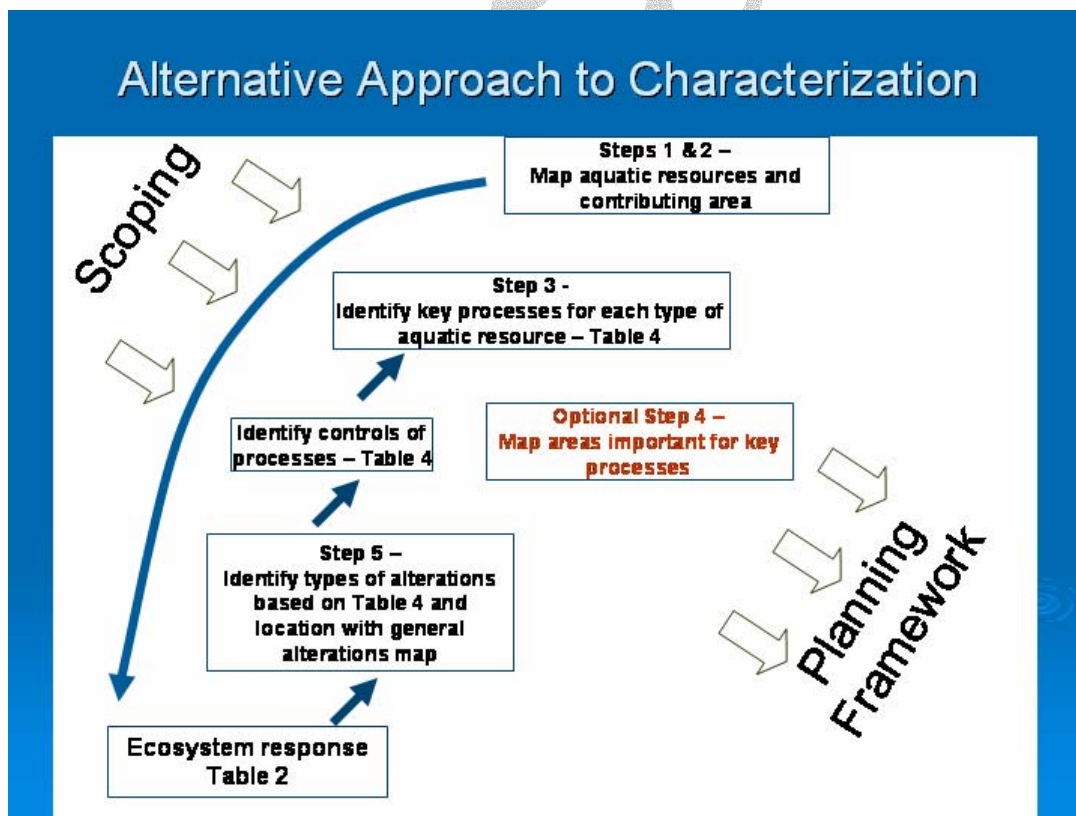 Alternative Approach to Characterization
Scoping
Steps 1 & 2 –
Map aquatic resources and
contributing area
Step 3 -
Identify key processes for each type of
aquatic resource – Table 4
Identify controls of
processes – Table 4
Optional Step 4 –
Map areas important for key
processes
Step 5 –
Identify types of alterations
based on Table 4 and
location with general
alterations map
Ecosystem response
Table 2
Planning
Framework